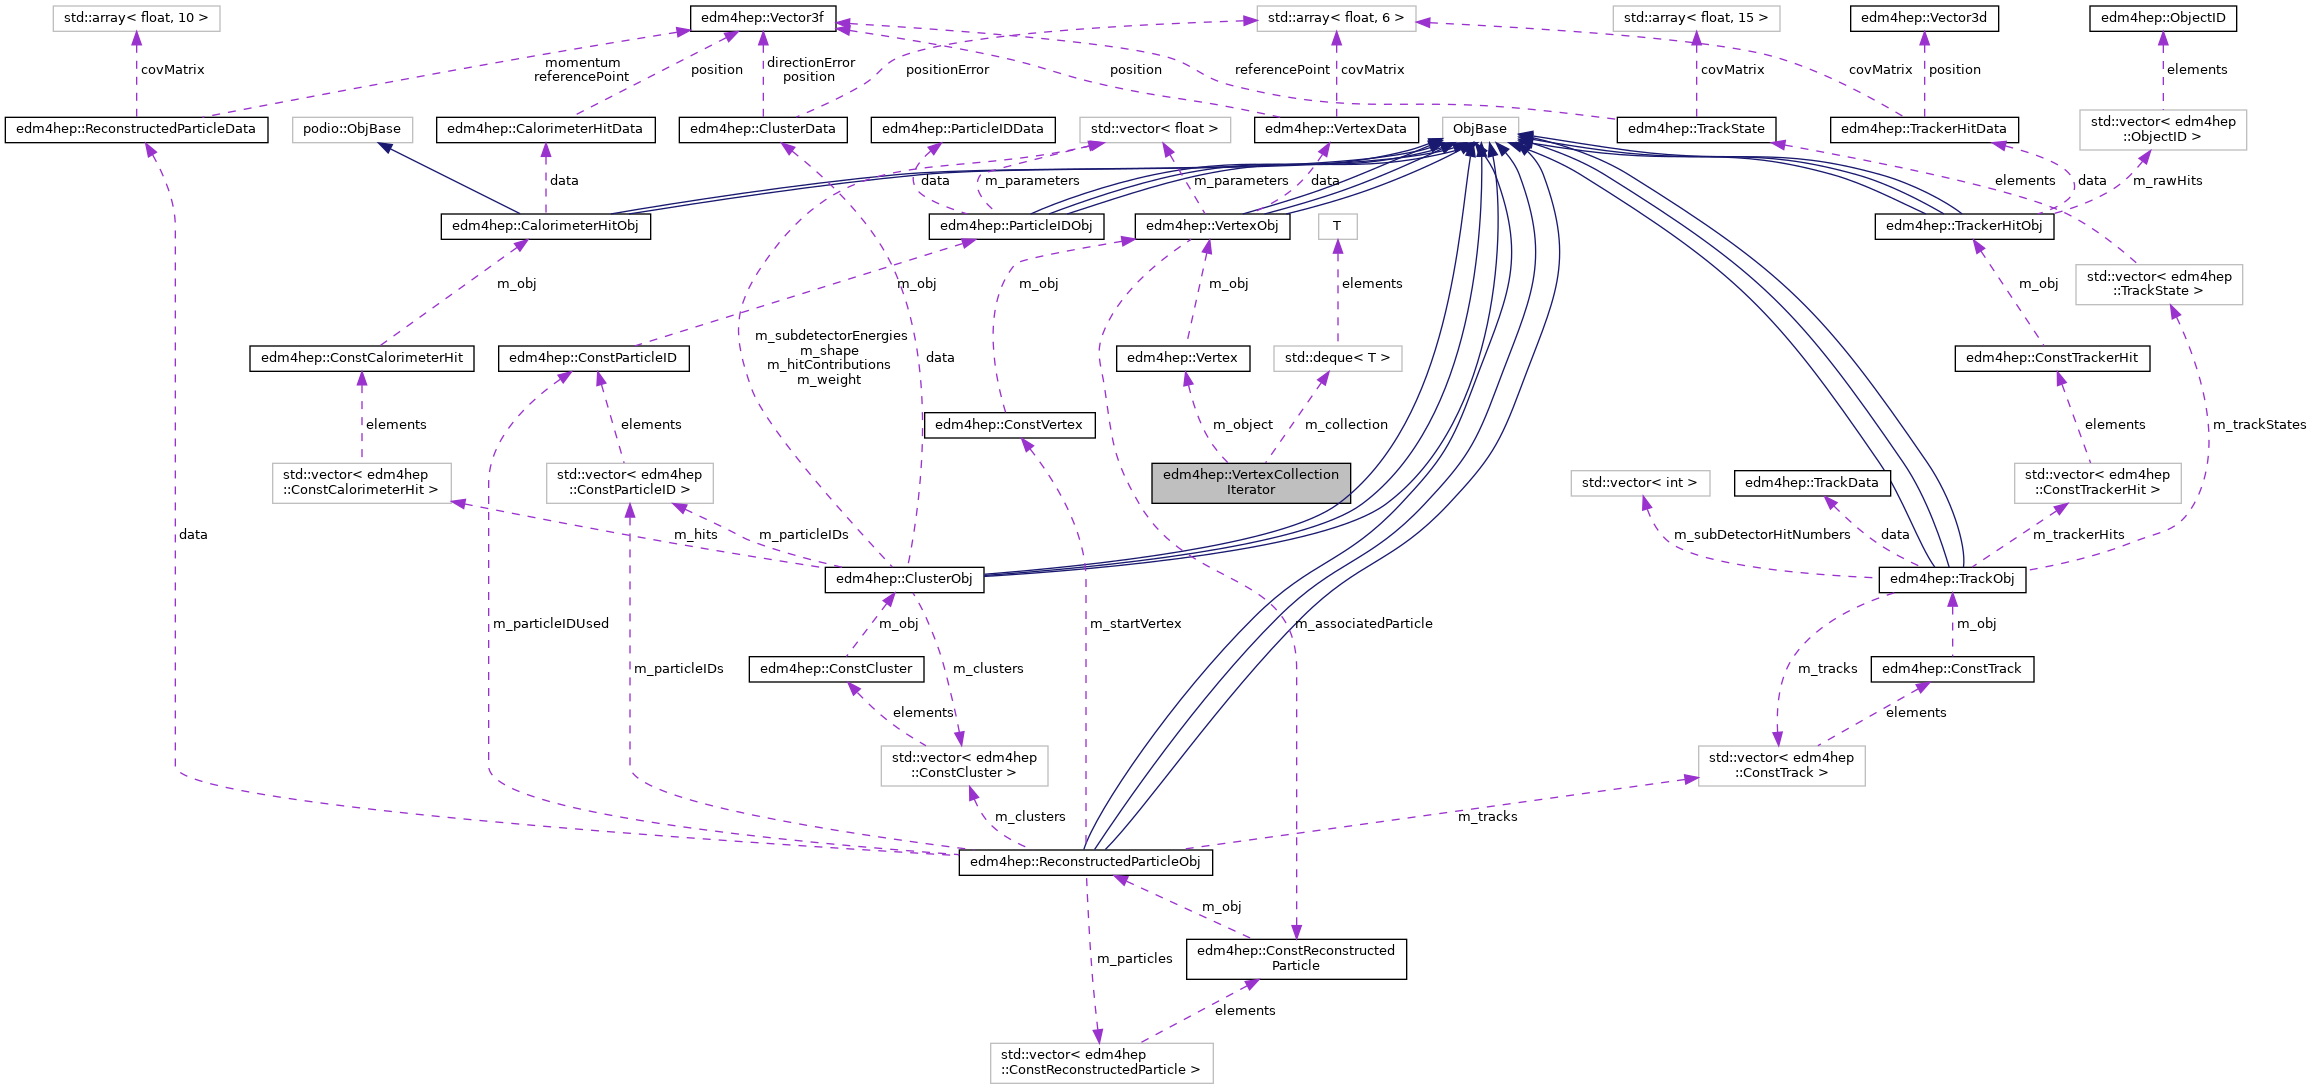 std::array< float, 10 >
edm4hep::Vector3f
std::array< float, 6 >
std::array< float, 15 >
edm4hep::Vector3d
edm4hep::ObjectID
covMatrix
momentum
referencePoint
position
directionError
position
positionError
position
covMatrix
referencePoint
covMatrix
covMatrix
position
elements
edm4hep::ReconstructedParticleData
podio::ObjBase
edm4hep::CalorimeterHitData
edm4hep::ClusterData
edm4hep::ParticleIDData
std::vector< float >
edm4hep::VertexData
ObjBase
edm4hep::TrackState
edm4hep::TrackerHitData
std::vector< edm4hep
::ObjectID >
data
data
m_parameters
m_parameters
data
elements
data
m_rawHits
edm4hep::CalorimeterHitObj
edm4hep::ParticleIDObj
edm4hep::VertexObj
T
edm4hep::TrackerHitObj
m_obj
m_obj
m_obj
m_obj
elements
m_obj
std::vector< edm4hep
::TrackState >
m_subdetectorEnergies
m_shape
m_hitContributions
m_weight
edm4hep::ConstCalorimeterHit
edm4hep::ConstParticleID
data
edm4hep::Vertex
std::deque< T >
edm4hep::ConstTrackerHit
elements
elements
edm4hep::ConstVertex
m_object
m_collection
elements
m_trackStates
std::vector< edm4hep
::ConstCalorimeterHit >
std::vector< edm4hep
::ConstParticleID >
edm4hep::VertexCollection
Iterator
std::vector< int >
edm4hep::TrackData
std::vector< edm4hep
::ConstTrackerHit >
data
m_hits
m_particleIDs
m_subDetectorHitNumbers
data
m_trackerHits
edm4hep::ClusterObj
edm4hep::TrackObj
m_particleIDUsed
m_obj
m_startVertex
m_associatedParticle
m_obj
m_particleIDs
edm4hep::ConstCluster
m_clusters
m_tracks
edm4hep::ConstTrack
elements
elements
std::vector< edm4hep
::ConstCluster >
std::vector< edm4hep
::ConstTrack >
m_clusters
m_tracks
edm4hep::ReconstructedParticleObj
m_obj
m_particles
edm4hep::ConstReconstructed
Particle
elements
std::vector< edm4hep
::ConstReconstructedParticle >